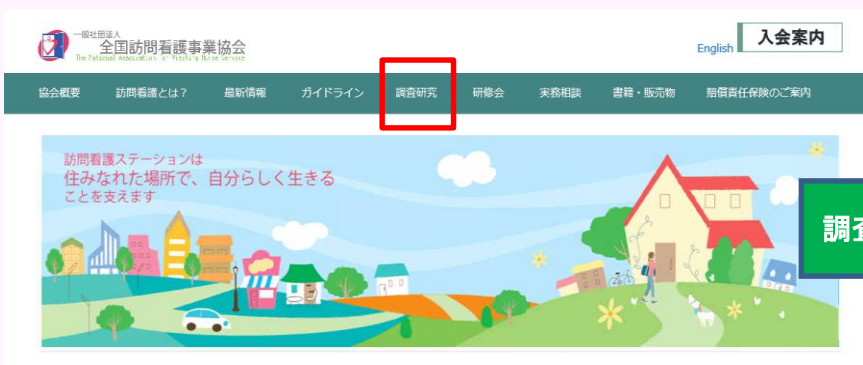 一般社団法人
全国訪問看護事業協会
The National Association for Visiting Nurse Service
English
入会案内
協会概要 訪問看護とは？ 最新情報 ガイドライン 調査研究 研修会 実務相談 書籍・販売物 賠償責任保険のご案内
訪問看護ステーションは
住みなれた場所で、自分らしく生きる
ことを支えます
調査